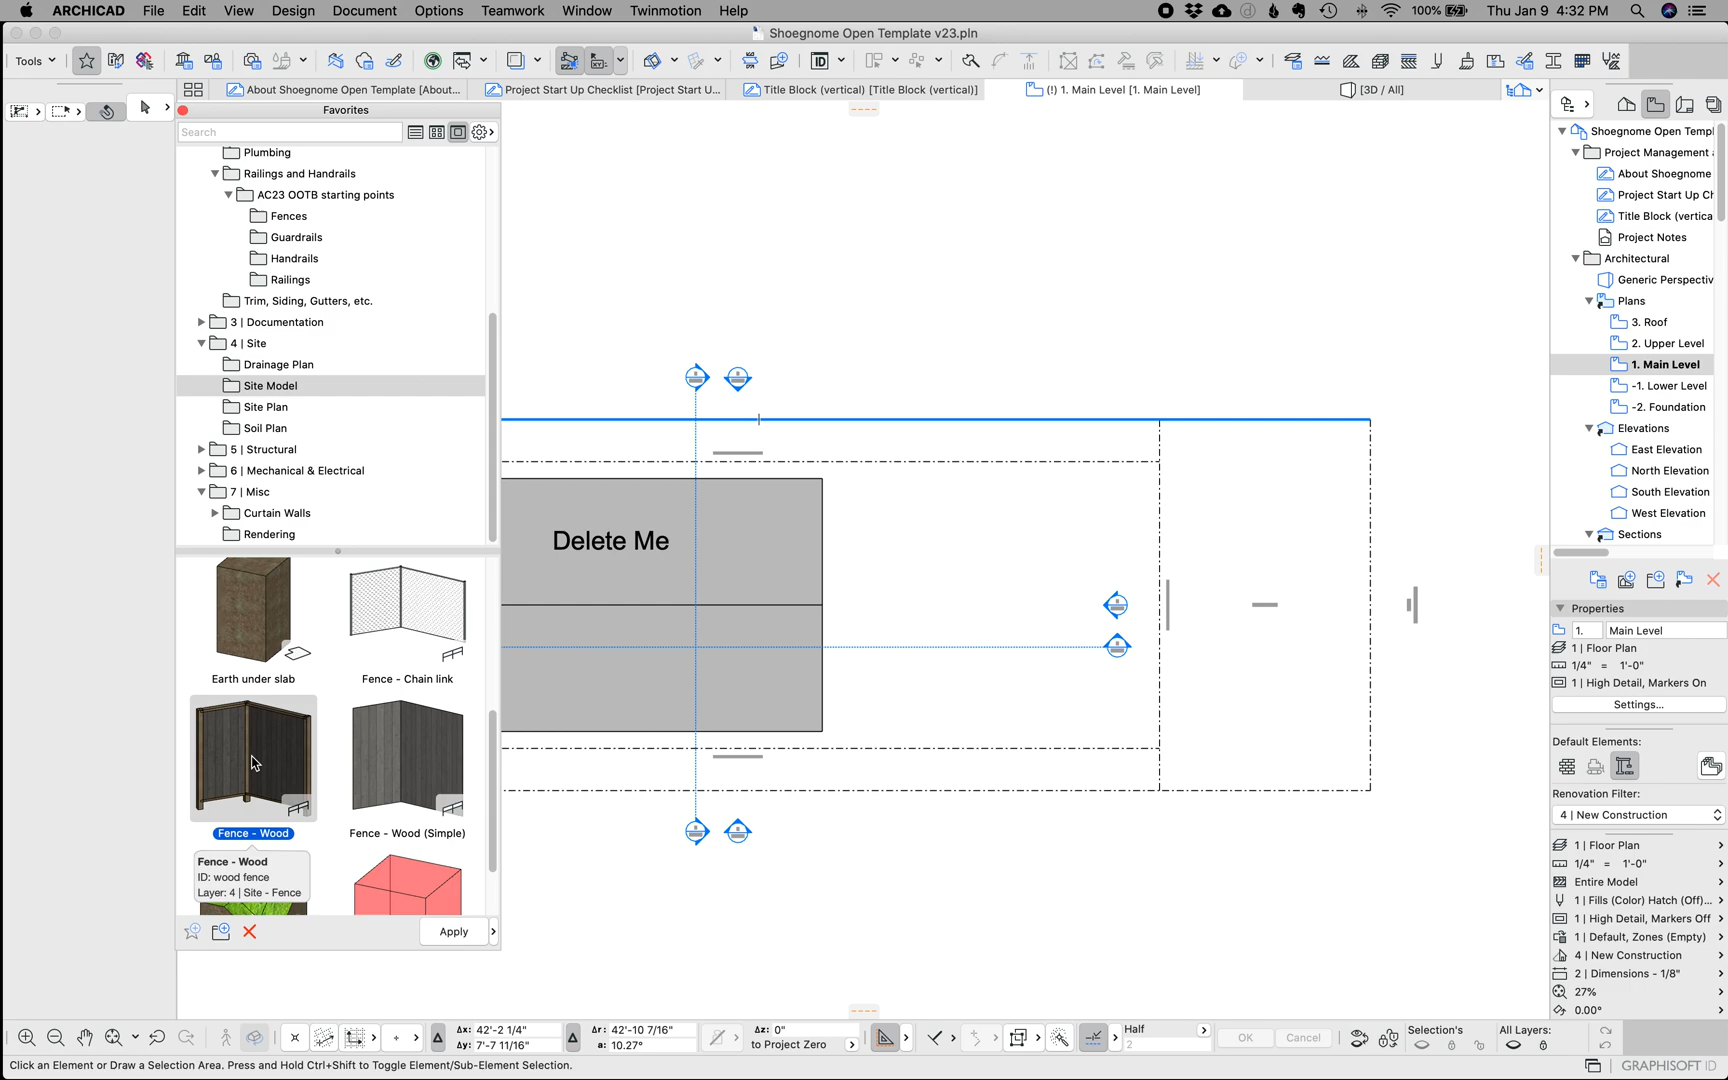 ARCHICAD File Edit View Design Document Options Teamwork Window Twinmotion Help
100% Thu Jan 9 4:32 PM
Shoegnome Open Template v23.pln
Tools
ID
About Shoegnome Open Template [About...
Project Start Up Checklist [Project Start U...
Title Block (vertical) [Title Block (vertical)]
(!) 1. Main Level [1. Main Level]
[3D / All]
Favorites
Search
Plumbing
Railings and Handrails
AC23 OOTB starting points
Fences
Guardrails
Handrails
Railings
Trim, Siding, Gutters, etc.
3 | Documentation
4 | Site
Drainage Plan
Site Model
Site Plan
Soil Plan
5 | Structural
6 | Mechanical & Electrical
7 | Misc
Curtain Walls
Rendering
Earth under slab
Fence - Chain link
Fence - Wood
Fence - Wood (Simple)
Fence - Wood
ID: wood fence
Layer: 4 | Site - Fence
Apply
Delete Me
Shoegnome Open Templ
Project Management a
About Shoegnome
Project Start Up Ch
Title Block (vertica
Project Notes
Architectural
Generic Perspectiv
Plans
3. Roof
2. Upper Level
1. Main Level
-1. Lower Level
-2. Foundation
Elevations
East Elevation
North Elevation
South Elevation
West Elevation
Sections
Properties
1. Main Level
1 | Floor Plan
1/4" = 1'-0"
1 | High Detail, Markers On
Settings...
Default Elements:
Renovation Filter:
4 | New Construction
1 | Floor Plan
1/4" = 1'-0"
Entire Model
1 | Fills (Color) Hatch (Off)...
1 | High Detail, Markers Off
1 | Default, Zones (Empty)
4 | New Construction
2 | Dimensions - 1/8"
27%
0.00°
Δx: 42'-2 1/4"
Δy: 7'-7 11/16"
Δr: 42'-10 7/16"
a: 10.27°
Δz: 0"
to Project Zero
Half
2
OK Cancel
Selection's
All Layers:
Click an Element or Draw a Selection Area. Press and Hold Ctrl+Shift to Toggle Element/Sub-Element Selection.
GRAPHISOFT ID